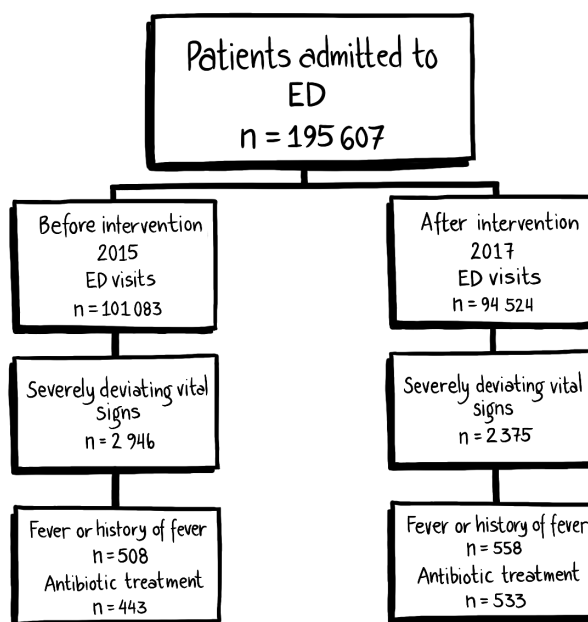 Patients admitted to
ED
n = 195 607
Before intervention
2015
ED visits
n = 101 083
After intervention
2017
ED visits
n = 94 524
Severely deviating vital
signs
n = 2 946
Severely deviating vital
signs
n = 2375
Fever or history of fever
n = 508
Antibiotic treatment
n = 443
Fever or history of fever
n = 558
Antibiotic treatment
n = 533